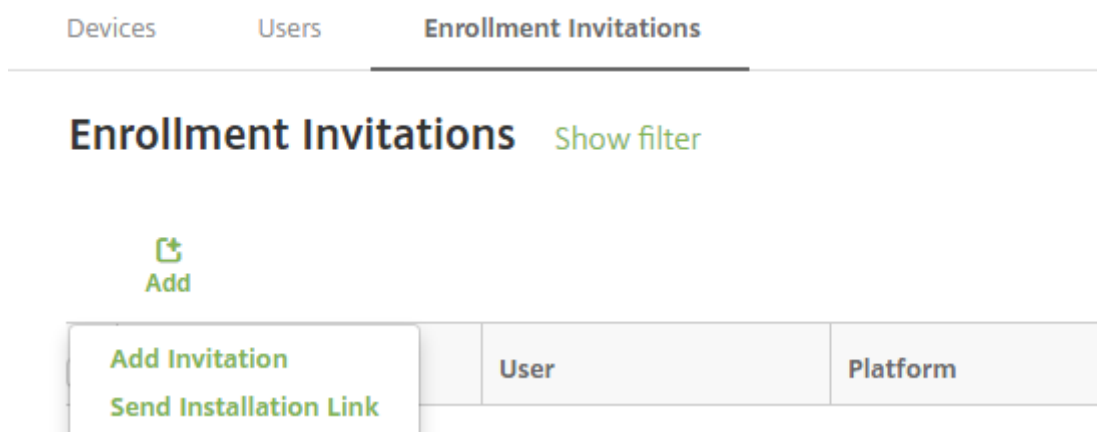 Devices Users Enrollment Invitations
Enrollment Invitations Show filter
Add
Add Invitation
User Platform
Send Installation Link